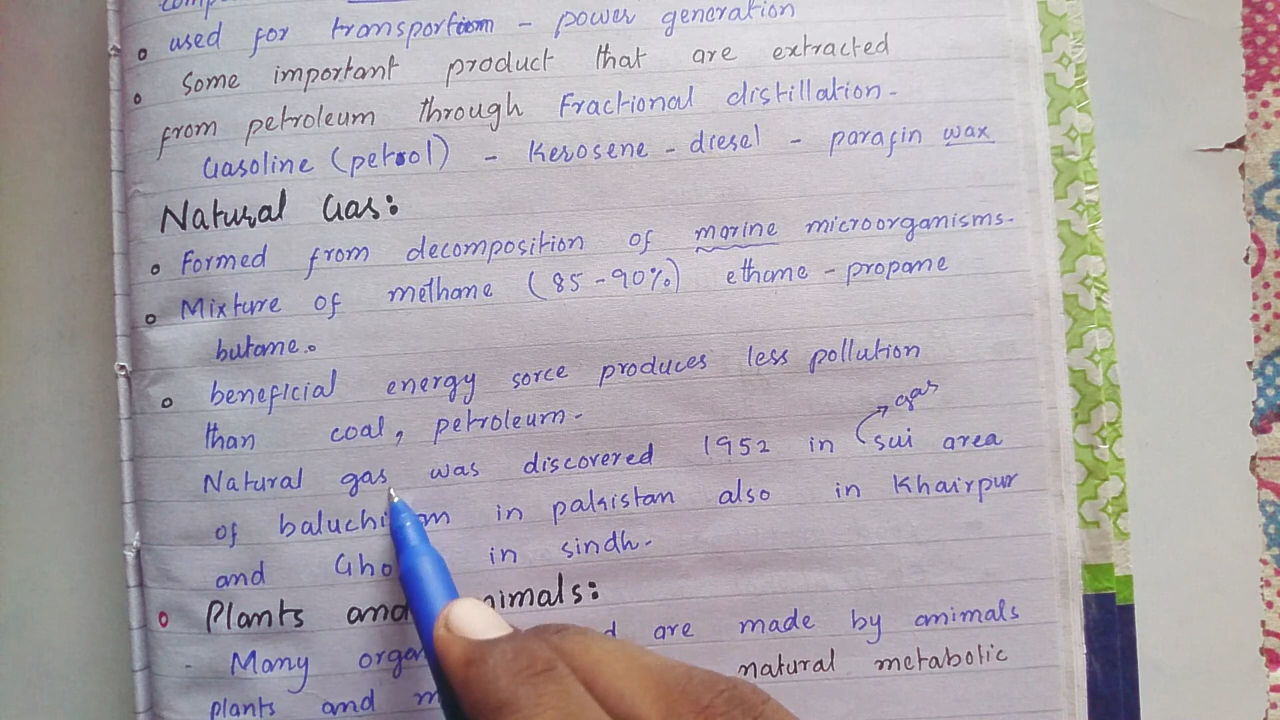 used for transportion - power generation
Some important product that are extracted
from petroleum through Fractional distillation.
Gasoline (petrol) - Kerosene - diesel - parafin wax
Natural Gas:
Formed from decomposition of marine microorganisms.
Mixture of methane (85-90%) ethane - propane
butane.
beneficial energy sorce produces less pollution
than coal, petroleum.
gas
Natural gas was discovered 1952 in sui area
of in pakistan also in Khairpur
and in sindh.
Plants and
Many are made by animals
plants and natural metabolic